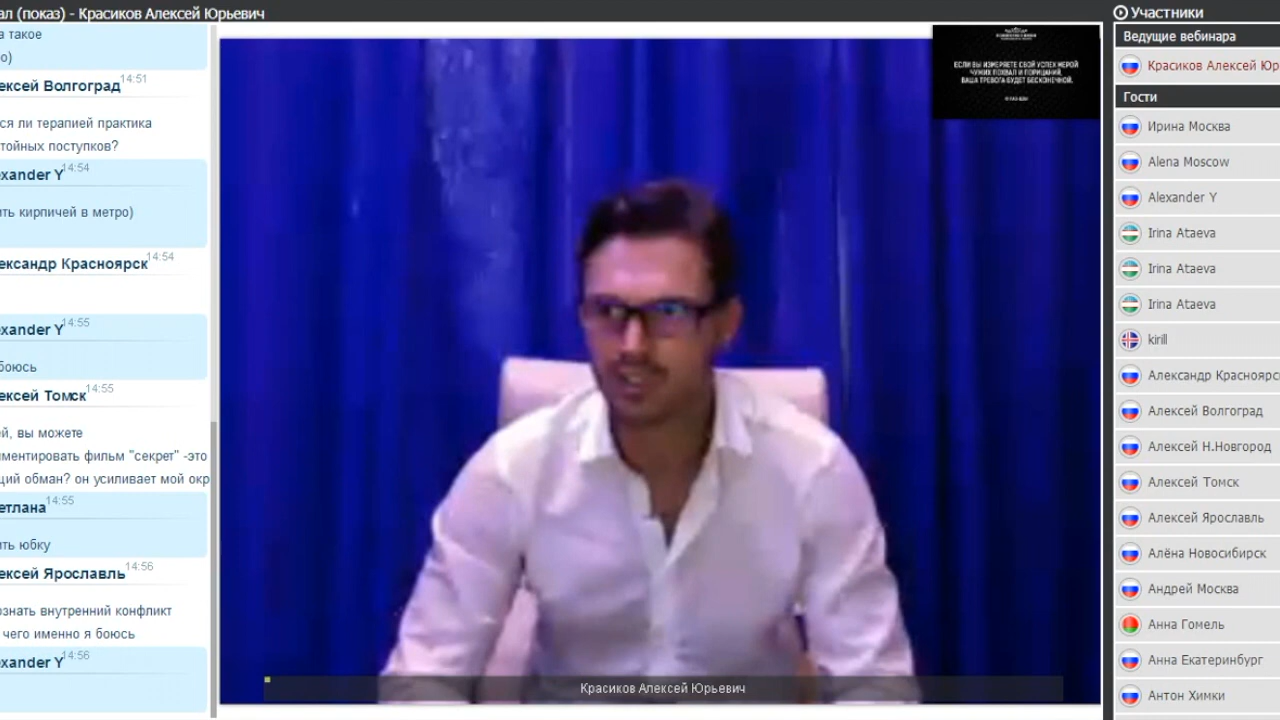 ал (показ) - Красиков Алексей Юрьевич
а такое
о)
ексей Волгоград 14:51
ся ли терапией практика
тойных поступков?
exander Y 14:54
ить кирпичей в метро)
ександр Красноярск 14:54
exander Y 14:55
боюсь
ексей Томск 14:55
ей, вы можете
ментировать фильм "секрет" -это
щий обман? он усиливает мой окр
етлана 14:55
ить юбку
ексей Ярославль 14:56
ознать внутренний конфликт
чего именно я боюсь
exander Y 14:56
ЕСЛИ ВЫ ИЗМЕРЯЕТЕ СВОЙ УСПЕХ МЕРОЙ
ЧУЖИХ ПОХВАЛ И ПОРИЦАНИЙ,
ВАША ТРЕВОГА БУДЕТ БЕСКОНЕЧНОЙ.
Красиков Алексей Юрьевич
Участники
Ведущие вебинара
Красиков Алексей Юр
Гости
Ирина Москва
Alena Moscow
Alexander Y
Irina Ataeva
Irina Ataeva
Irina Ataeva
kirill
Александр Красноярс
Алексей Волгоград
Алексей Н.Новгород
Алексей Томск
Алексей Ярославль
Алёна Новосибирск
Андрей Москва
Анна Гомель
Анна Екатеринбург
Антон Химки